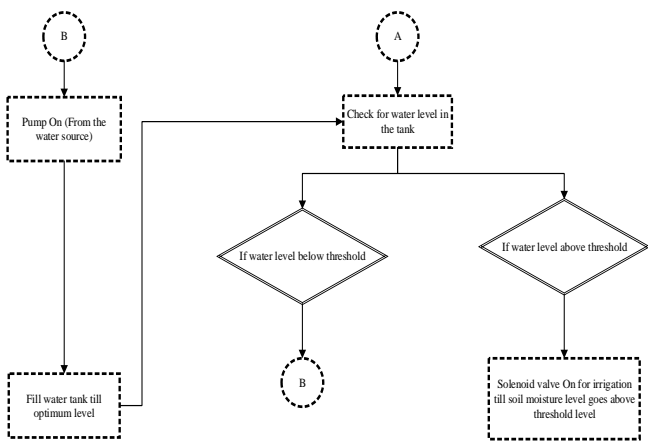 B
A
Pump On (From the
water source)
Check for water level in
the tank
If water level below threshold
If water level above threshold
B
Fill water tank till
optimum level
Solenoid valve On for irrigation
till soil moisture level goes above
threshold level